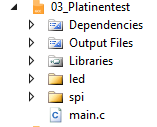 03_Platinentest
Dependencies
Output Files
Libraries
led
spi
main.c